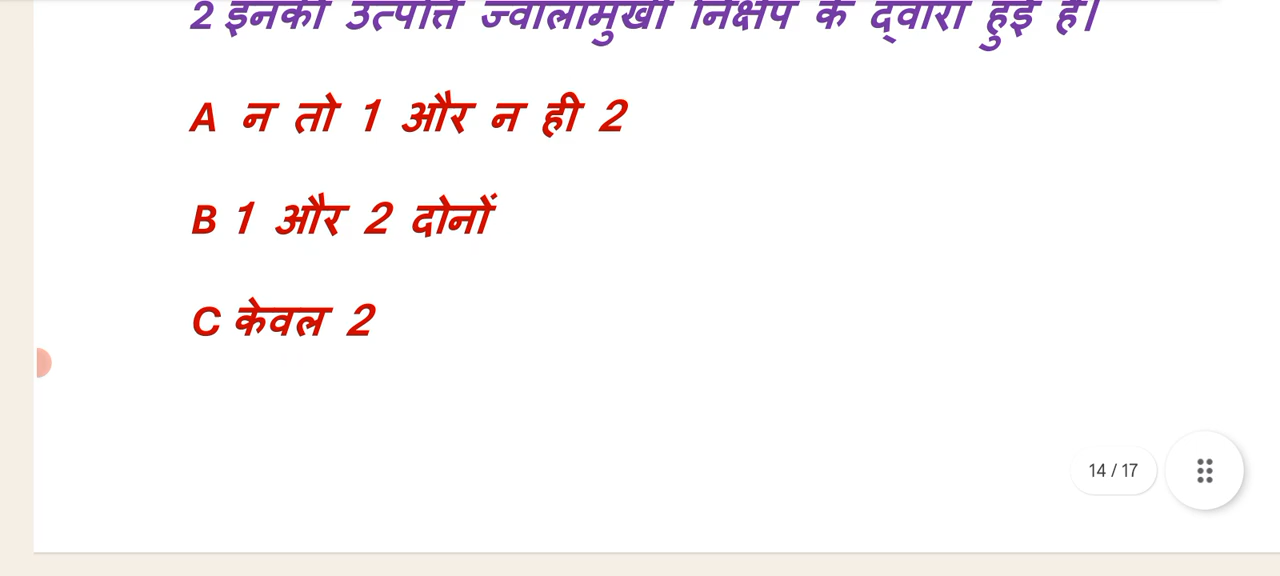 2 इनकी उत्पत्ति ज्वालामुखी निक्षेप के द्वारा हुई है।
A न तो 1 और न ही 2
B 1 और 2 दोनों
C केवल 2
14 / 17